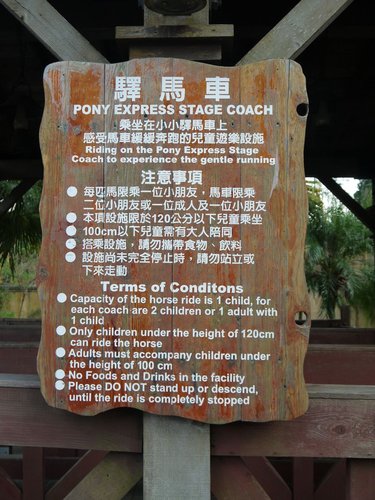 驛馬車
PONY EXPRESS STAGE COACH
乘坐在小小驛馬車上
感受馬車緩緩奔跑的兒童遊樂設施
Riding on the Pony Express Stage
Coach to experience the gentle running
注意事項
每匹馬限乘一位小朋友，馬車限乘
二位小朋友或一位成人及一位小朋友
本項設施限於120公分以下兒童乘坐
100cm以下兒童需有大人陪同
搭乘設施，請勿攜帶食物、飲料
設施尚未完全停止時，請勿站立或
下來走動
Terms of Conditons
Capacity of the horse ride is 1 child, for
each coach are 2 children or 1 adult with
1 child
Only children under the height of 120cm
can ride the horse
Adults must accompany children under
the height of 100 cm
No Foods and Drinks in the facility
Please DO NOT stand up or descend,
until the ride is completely stopped